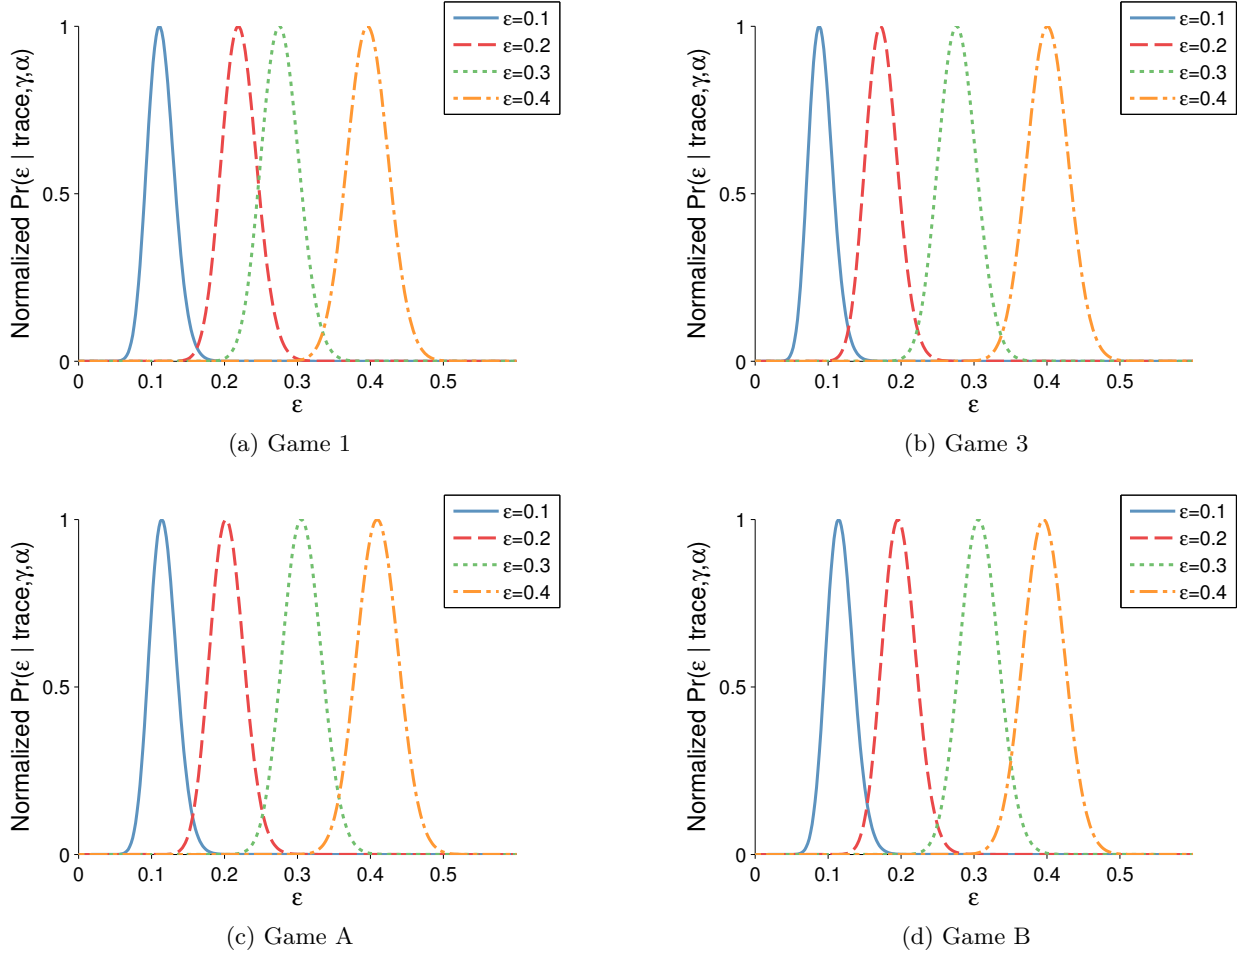 Normalized Pr(ε | trace,γ,α)
1
0.5
0
0 0.1 0.2 0.3 0.4 0.5
ε
ε=0.1
ε=0.2
ε=0.3
ε=0.4
(a) Game 1
Normalized Pr(ε | trace,γ,α)
1
0.5
0
0 0.1 0.2 0.3 0.4 0.5
ε
ε=0.1
ε=0.2
ε=0.3
ε=0.4
(b) Game 3
Normalized Pr(ε | trace,γ,α)
1
0.5
0
0 0.1 0.2 0.3 0.4 0.5
ε
ε=0.1
ε=0.2
ε=0.3
ε=0.4
(c) Game A
Normalized Pr(ε | trace,γ,α)
1
0.5
0
0 0.1 0.2 0.3 0.4 0.5
ε
ε=0.1
ε=0.2
ε=0.3
ε=0.4
(d) Game B